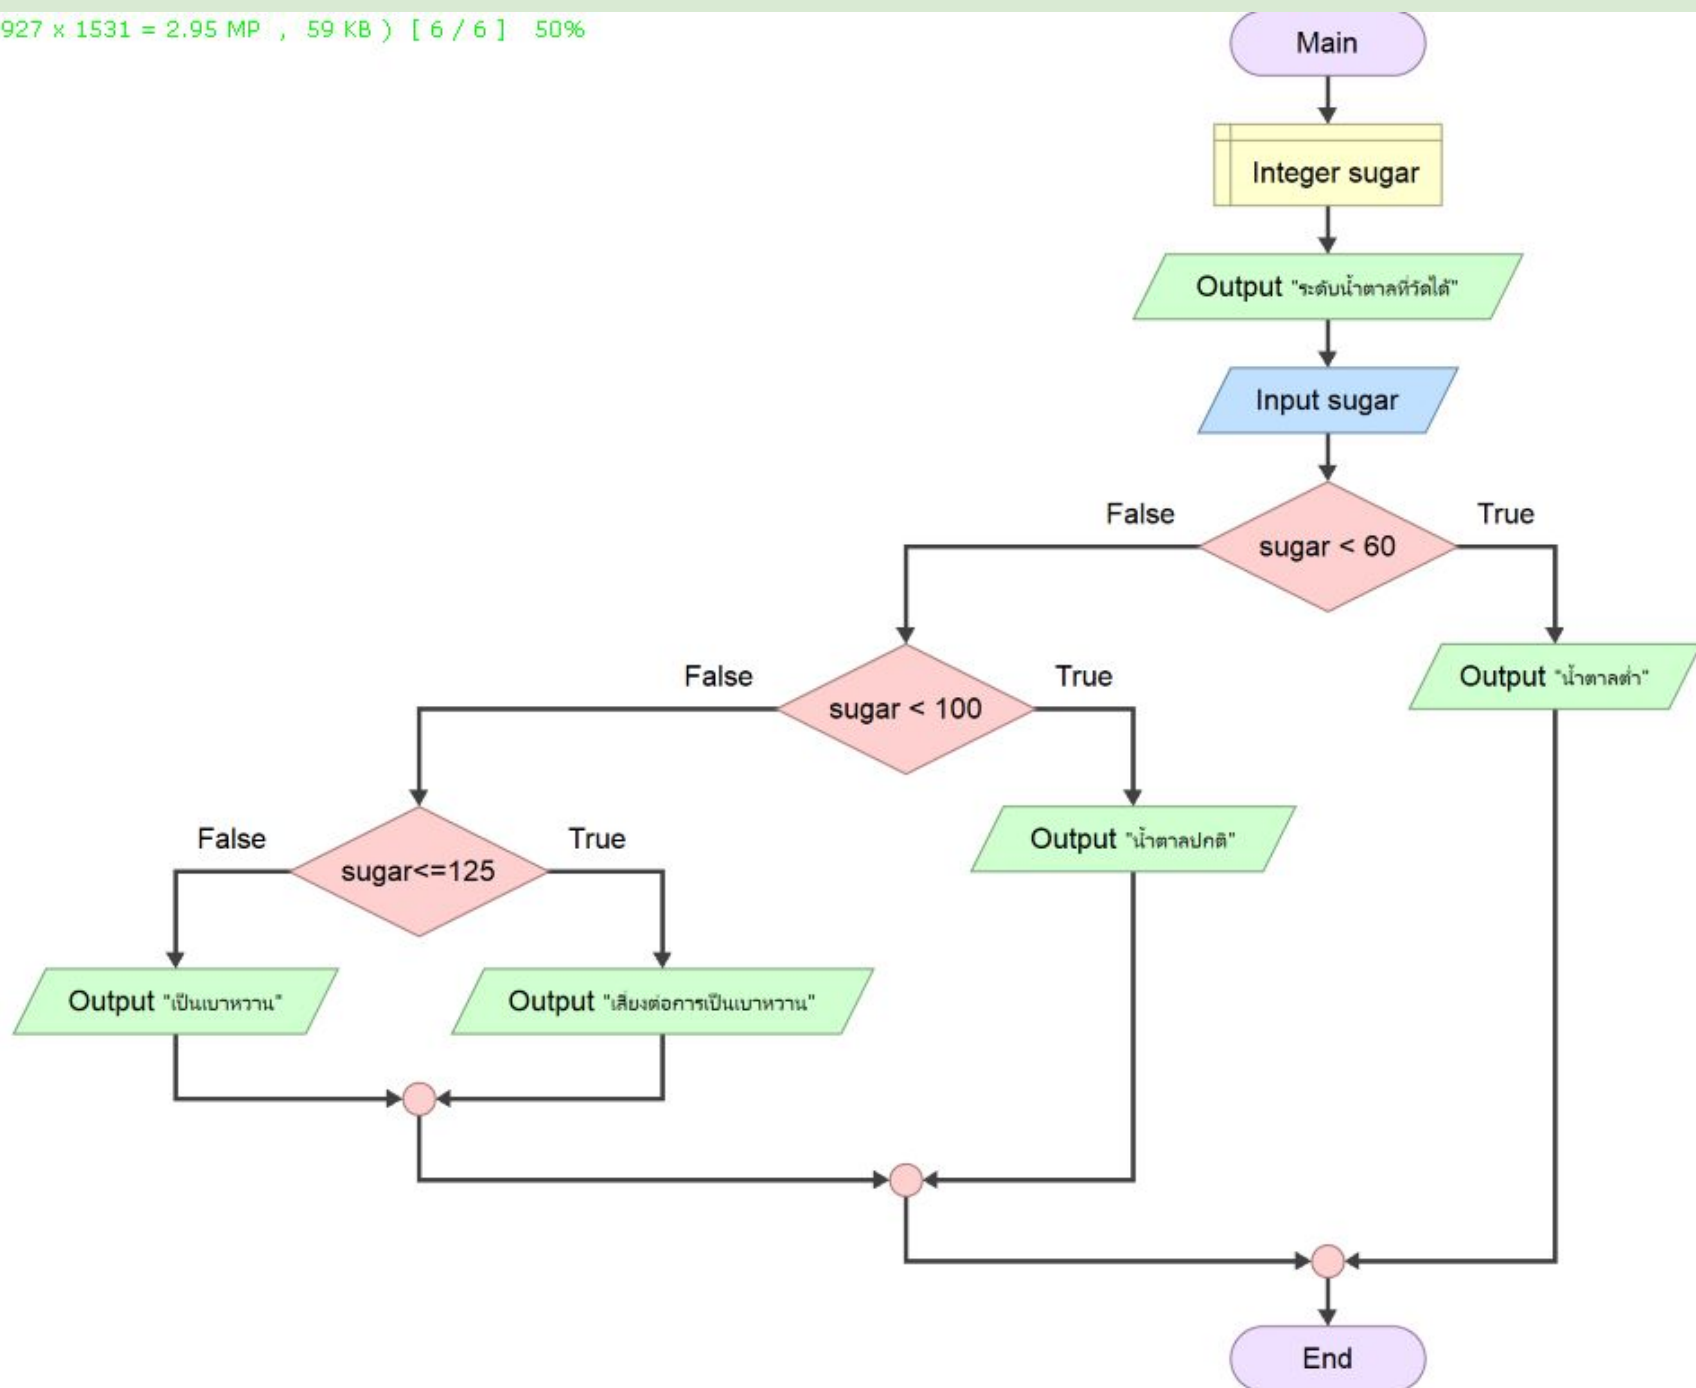 927 x 1531 = 2.95 MP , 59 KB ) [ 6 / 6 ] 50%
Main
Integer sugar
Output "ระดับน้ำตาลที่วัดได้"
Input sugar
False
True
sugar < 60
False
True
Output "น้ำตาลต่ำ"
sugar < 100
False
True
Output "น้ำตาลปกติ"
sugar<=125
Output "เป็นเบาหวาน"
Output "เสี่ยงต่อการเป็นเบาหวาน"
End